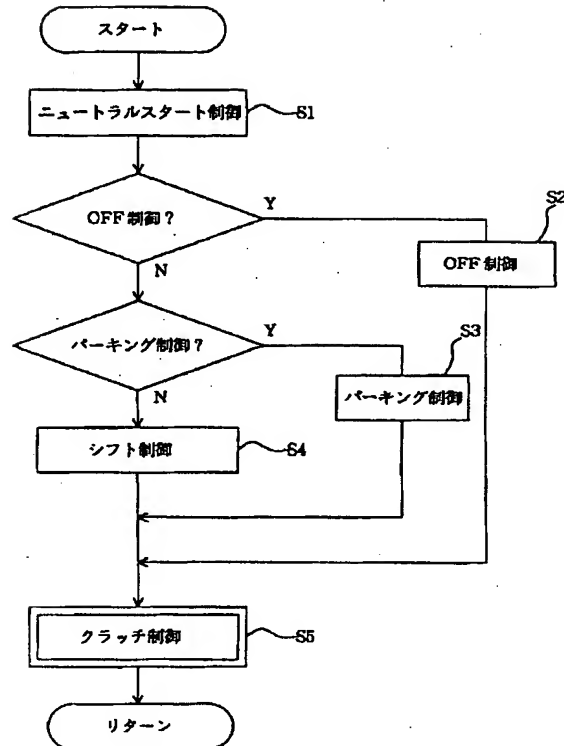 スタート
ニュートラルスタート制御
S1
OFF制御？
Y
S2
OFF制御
N
パーキング制御？
Y
S3
パーキング制御
N
シフト制御
S4
クラッチ制御
S5
リターン